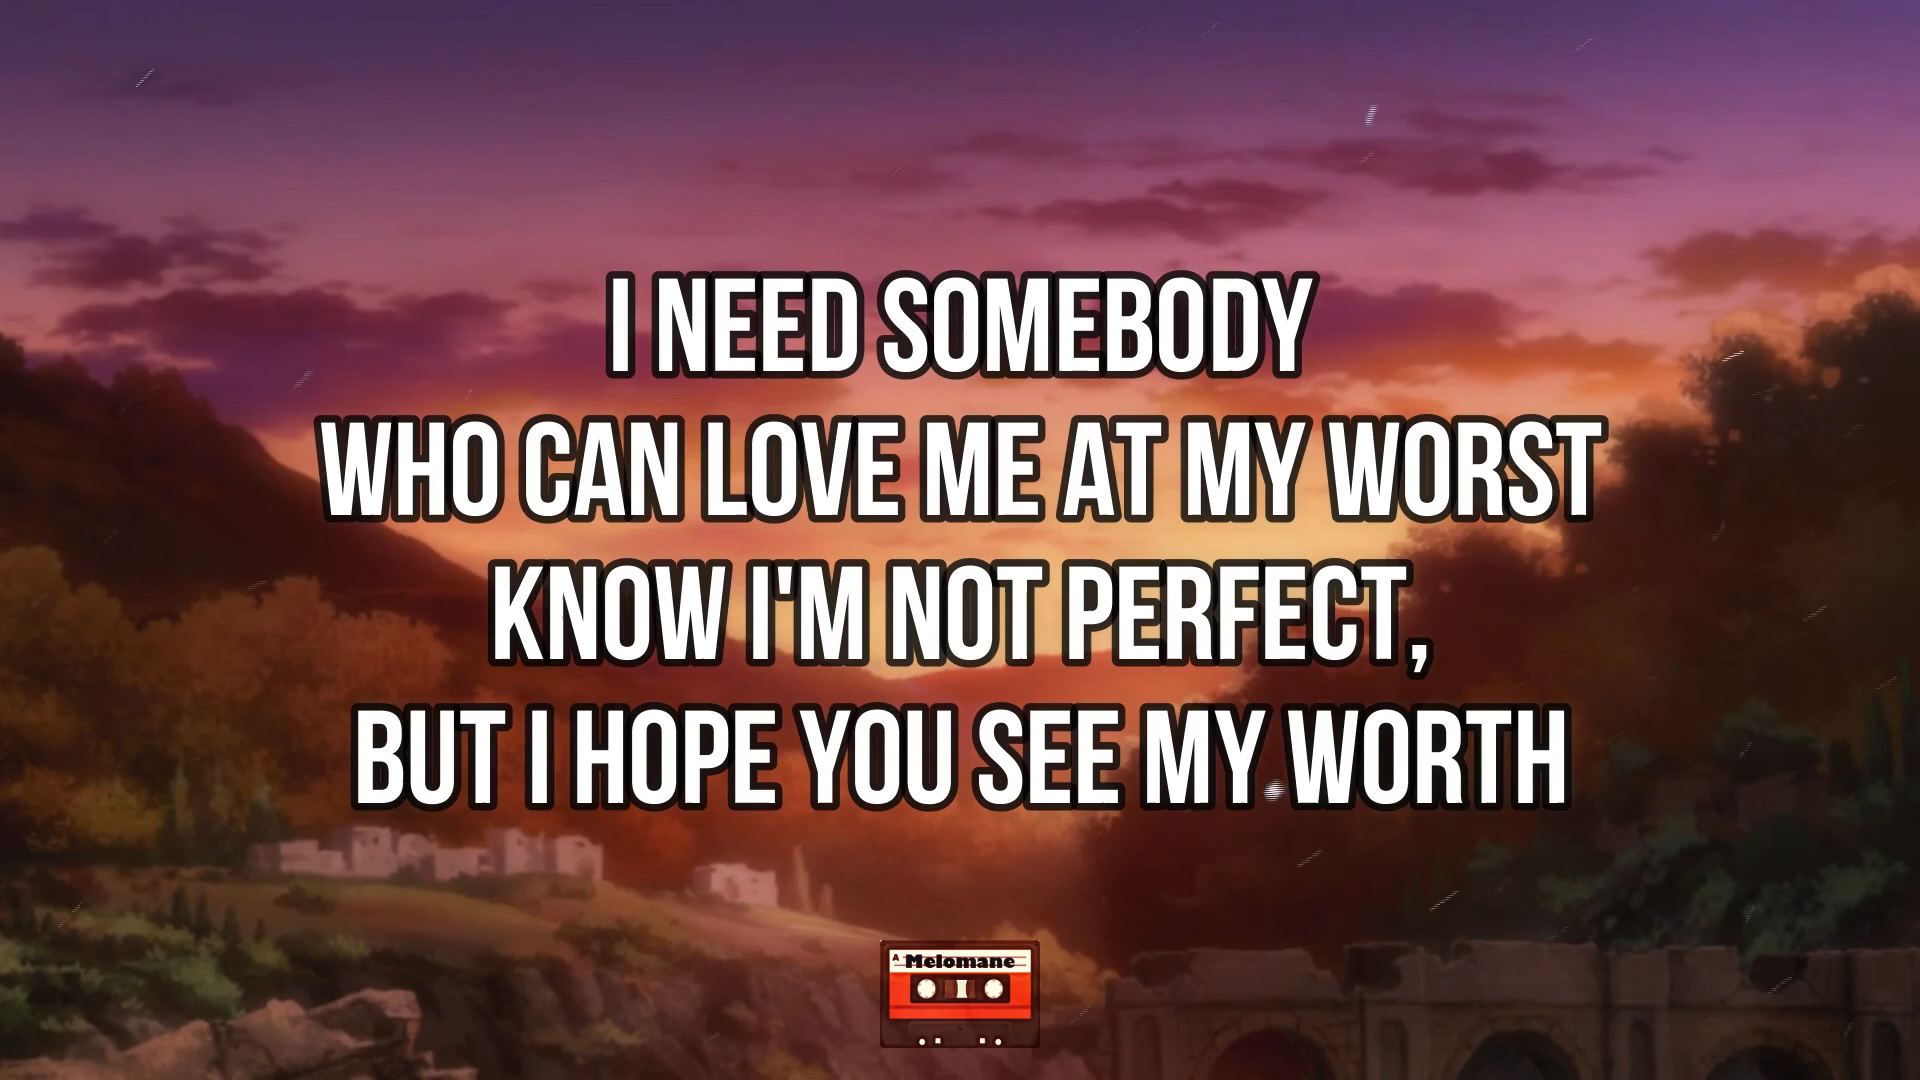 I NEED SOMEBODY
WHO CAN LOVE ME AT MY WORST
KNOW I'M NOT PERFECT,
BUT I HOPE YOU SEE MY WORTH
A Melomane